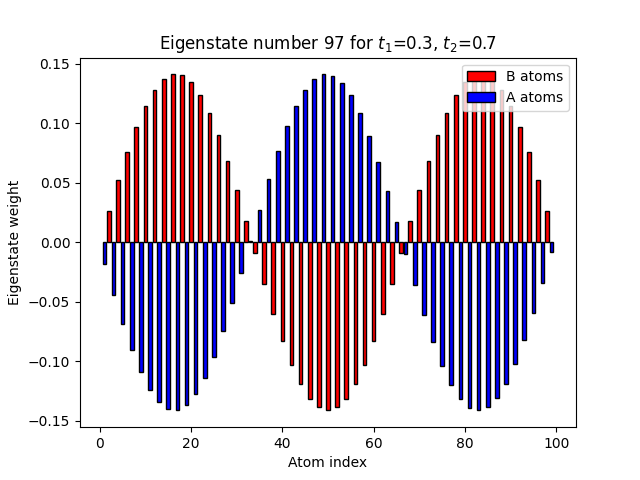 Eigenstate number 97 for t₁=0.3, t₂=0.7
B atoms
A atoms
Eigenstate weight
0.15
0.10
0.05
0.00
−0.05
−0.10
−0.15
0 20 40 60 80 100
Atom index